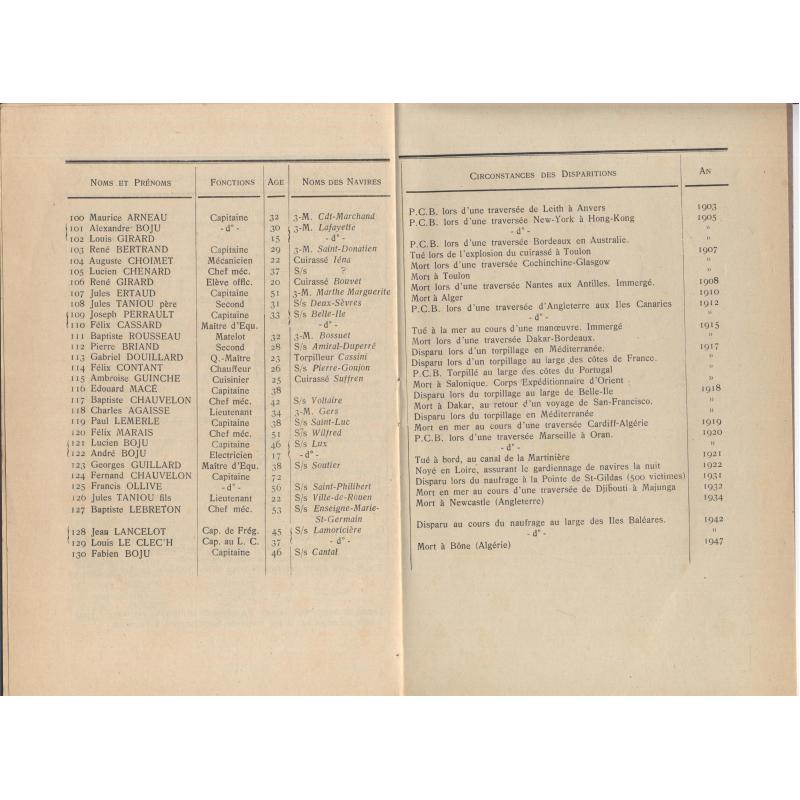 NOMS ET PRÉNOMS FONCTIONS AGE NOMS DES NAVIRES
100 Maurice ARNEAU Capitaine 32 3-M. Cdt-Marchand
101 Alexandre BOJU - d° - 30 3-M. Lafayette
102 Louis GIRARD 15 - d° -
103 René BERTRAND Capitaine 29 3-M. Saint-Donatien
104 Auguste CHOIMET Mécanicien 22 Cuirassé Iéna
105 Lucien CHENARD Chef méc. 37 S/s ?
106 René GIRARD Elève offic. 20 Cuirassé Bouvet
107 Jules ERTAUD Capitaine 51 3-M. Marthe Marguerite
108 Jules TANIOU père Second 31 S/s Deux-Sèvres
109 Joseph PERRAULT Capitaine 33 S/s Belle-Ile
110 Félix CASSARD Maître d'Equ. - d° -
111 Baptiste ROUSSEAU Matelot 32 3-M. Bossuet
112 Pierre BRIAND Second 28 S/s Amiral-Duperré
113 Gabriel DOUILLARD Q.-Maître 23 Torpilleur Cassini
114 Félix CONTANT Chauffeur 26 S/s Pierre-Goujon
115 Ambroise GUINCHE Cuisinier 25 Cuirassé Suffren
116 Edouard MACÉ Capitaine 38
117 Baptiste CHAUVELON Chef méc. 42 S/s Voltaire
118 Charles AGAISSE Lieutenant 34 3-M. Gers
119 Paul LEMERLE Capitaine 38 S/s Saint-Luc
120 Félix MARAIS Chef méc. 51 S/s Wilfred
121 Lucien BOJU Capitaine 46 S/s Lux
122 André BOJU Electricien 17 - d° -
123 Georges GUILLARD Maître d'Equ. 38 S/s Soutier
124 Fernand CHAUVELON Capitaine 72
125 Francis OLLIVE - d° - 56 S/s Saint-Philibert
126 Jules TANIOU fils Lieutenant 22 S/s Ville-de-Rouen
127 Baptiste LEBRETON Chef méc. 53 S/s Enseigne-Marie-
St-Germain
128 Jean LANCELOT Cap. de Frég. 45 S/s Lamoricière
129 Louis LE CLEC'H Cap. au L. C. 37 - d° -
130 Fabien BOJU Capitaine 46 S/s Cantal
CIRCONSTANCES DES DISPARITIONS AN
P.C.B. lors d'une traversée de Leith à Anvers 1903
P.C.B. lors d'une traversée New-York à Hong-Kong 1905
- d° - "
P.C.B. lors d'une traversée Bordeaux en Australie. "
Tué lors de l'explosion du cuirassé à Toulon 1907
Mort lors d'une traversée Cochinchine-Glasgow "
Mort à Toulon "
Mort lors d'une traversée Nantes aux Antilles. Immergé. 1908
Mort à Alger 1910
P.C.B. lors d'une traversée d'Angleterre aux Iles Canaries 1912
- d° - "
Tué à la mer au cours d'une manœuvre. Immergé 1915
Mort lors d'une traversée Dakar-Bordeaux. "
Disparu lors d'un torpillage en Méditerranée. 1917
P.C.B. Torpillé au large des côtes de France. "
P.C.B. Torpillé au large des côtes du Portugal "
Mort à Salonique. Corps Expéditionnaire d'Orient "
Disparu lors du torpillage au large de Belle-Ile 1918
Mort à Dakar, au retour d'un voyage de San-Francisco. "
Disparu lors du torpillage en Méditerranée "
Mort en mer au cours d'une traversée Cardiff-Algérie 1919
P.C.B. lors d'une traversée Marseille à Oran. 1920
- d° - "
Tué à bord, au canal de la Martinière 1921
Noyé en Loire, assurant le gardiennage de navires la nuit 1922
Disparu lors du naufrage à la Pointe de St-Gildas (500 victimes) 1931
Mort en mer au cours d'une traversée de Djibouti à Majunga 1932
Mort à Newcastle (Angleterre) 1934
Disparu au cours du naufrage au large des Iles Baléares. 1942
- d° - "
Mort à Bône (Algérie) 1947